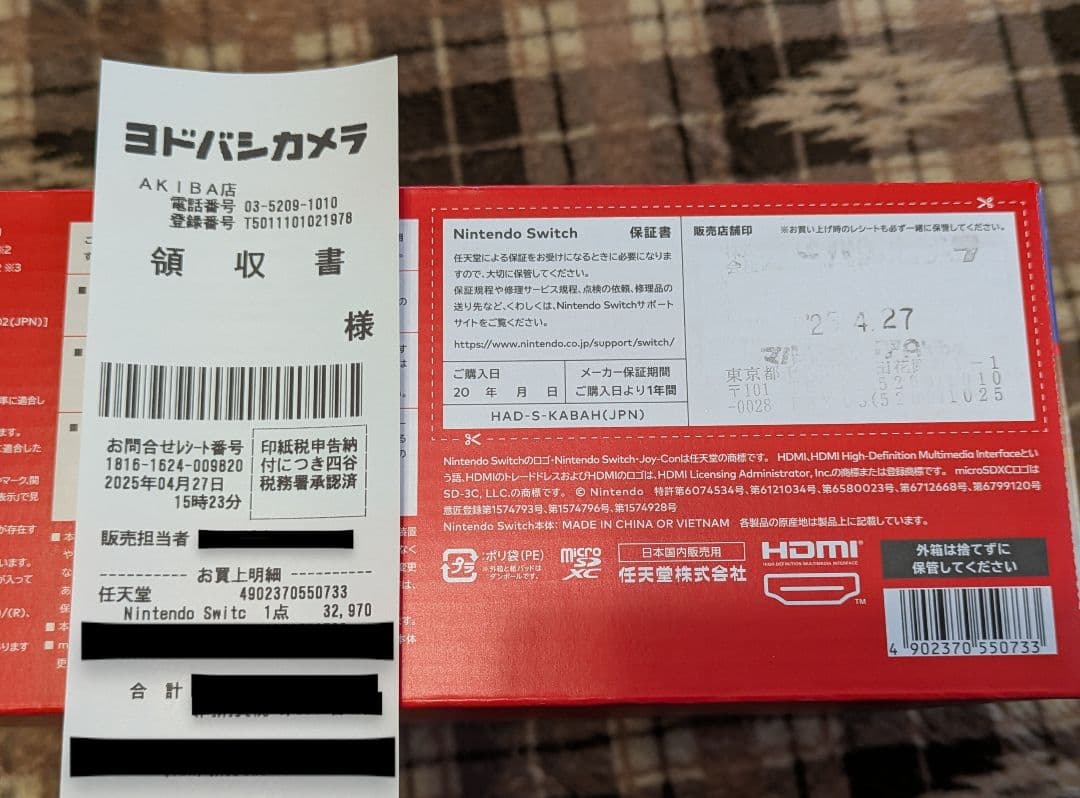 ヨドバシカメラ
AKIBA店
電話番号 03-5209-1010
登録番号 T5011101021978
領収書
様
お問合せレシート番号
1816-1624-009820
2025年04月27日
15時23分
印紙税申告納
付につき四谷
税務署承認済
販売担当者
お買上明細
任天堂 4902370550733
Nintendo Switc 1点 32,970
合計
Nintendo Switch 保証書
任天堂による保証をお受けになるときに必要になりま
すので、大切に保管してください。
保証規程や修理サービス規程、点検の依頼、修理品の
送り先など、くわしくは、Nintendo Switchサポート
サイトをご覧ください。
https://www.nintendo.co.jp/support/switch/
ご購入日
20 年 月 日
メーカー保証期間
ご購入日より1年間
HAD-S-KABAH(JPN)
販売店舗印 ※お買い上げ時のレシートも必ず一緒に保管してください。
4.27
東京都
〒101
-0028
Nintendo Switchのロゴ・Nintendo Switch・Joy-Conは任天堂の商標です。 HDMI、HDMI High-Definition Multimedia Interfaceとい
う語、HDMIのトレードドレスおよびHDMIのロゴは、HDMI Licensing Administrator, Inc.の商標または登録商標です。 microSDXCロゴは
SD-3C, LLC.の商標です。 © Nintendo 特許第6074534号、第6121034号、第6580023号、第6712668号、第6799120号
意匠登録第1574793号、第1574796号、第1574928号
Nintendo Switch本体: MADE IN CHINA OR VIETNAM 各製品の原産地は製品上に記載しています。
プラ
:ポリ袋(PE)
※外箱と紙パッドは
ダンボールです。
micro
SD
XC
日本国内販売用
任天堂株式会社
HDMI
HIGH-DEFINITION MULTIMEDIA INTERFACE
TM
外箱は捨てずに
保管してください
4 902370 550733